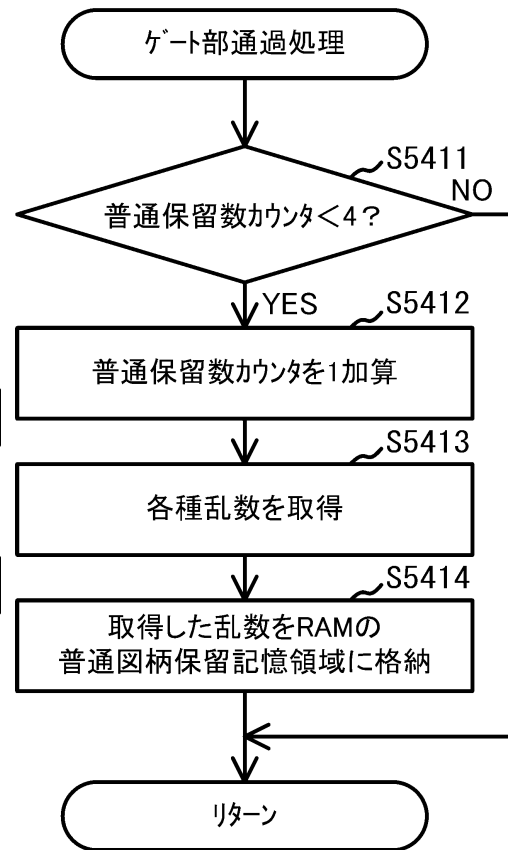 ｹﾞｰﾄ部通過処理
S5411
NO
普通保留数ｶｳﾝﾀ＜4？
YES
S5412
普通保留数ｶｳﾝﾀを1加算
S5413
各種乱数を取得
S5414
取得した乱数をRAMの
普通図柄保留記憶領域に格納
ﾘﾀｰﾝ